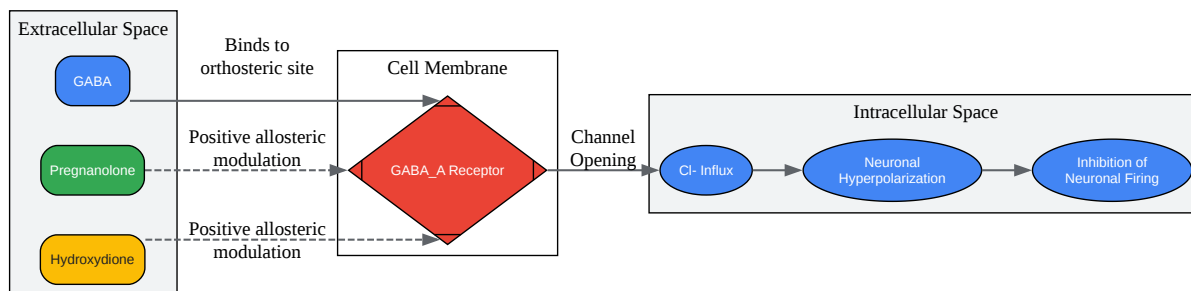 Extracellular Space
GABA
Pregnanolone
Hydroxydione
Binds to
orthosteric site
Positive allosteric
modulation
Positive allosteric
modulation
Cell Membrane
GABA_A Receptor
Channel
Opening
Intracellular Space
Cl- Influx
Neuronal
Hyperpolarization
Inhibition of
Neuronal Firing